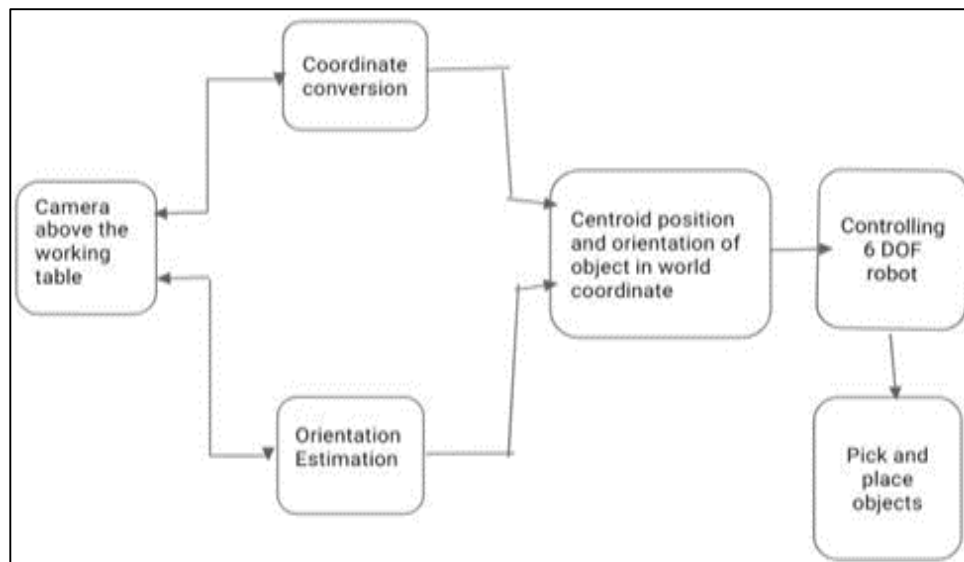 Coordinate
conversion
Camera
above the
working
table
Centroid position
and orientation of
object in world
coordinate
Controlling
6 DOF
robot
Orientation
Estimation
Pick and
place
objects